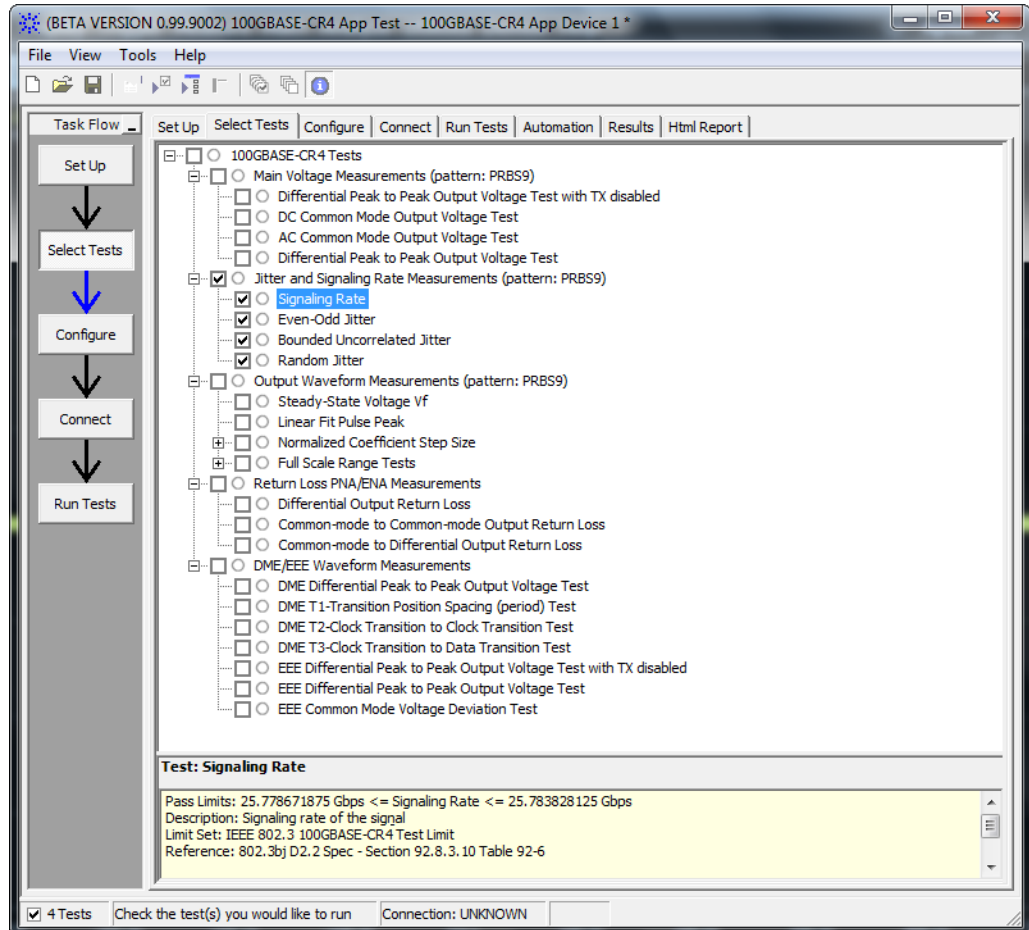 (BETA VERSION 0.99.9002) 100GBASE-CR4 App Test -- 100GBASE-CR4 App Device 1 *
File View Tools Help
Task Flow
Set Up
Select Tests
Configure
Connect
Run Tests
Set Up Select Tests Configure Connect Run Tests Automation Results Html Report
100GBASE-CR4 Tests
Main Voltage Measurements (pattern: PRBS9)
Differential Peak to Peak Output Voltage Test with TX disabled
DC Common Mode Output Voltage Test
AC Common Mode Output Voltage Test
Differential Peak to Peak Output Voltage Test
Jitter and Signaling Rate Measurements (pattern: PRBS9)
Signaling Rate
Even-Odd Jitter
Bounded Uncorrelated Jitter
Random Jitter
Output Waveform Measurements (pattern: PRBS9)
Steady-State Voltage Vf
Linear Fit Pulse Peak
Normalized Coefficient Step Size
Full Scale Range Tests
Return Loss PNA/ENA Measurements
Differential Output Return Loss
Common-mode to Common-mode Output Return Loss
Common-mode to Differential Output Return Loss
DME/EEE Waveform Measurements
DME Differential Peak to Peak Output Voltage Test
DME T1-Transition Position Spacing (period) Test
DME T2-Clock Transition to Clock Transition Test
DME T3-Clock Transition to Data Transition Test
EEE Differential Peak to Peak Output Voltage Test with TX disabled
EEE Differential Peak to Peak Output Voltage Test
EEE Common Mode Voltage Deviation Test
Test: Signaling Rate
Pass Limits: 25.778671875 Gbps <= Signaling Rate <= 25.783828125 Gbps
Description: Signaling rate of the signal
Limit Set: IEEE 802.3 100GBASE-CR4 Test Limit
Reference: 802.3bj D2.2 Spec - Section 92.8.3.10 Table 92-6
4 Tests Check the test(s) you would like to run Connection: UNKNOWN